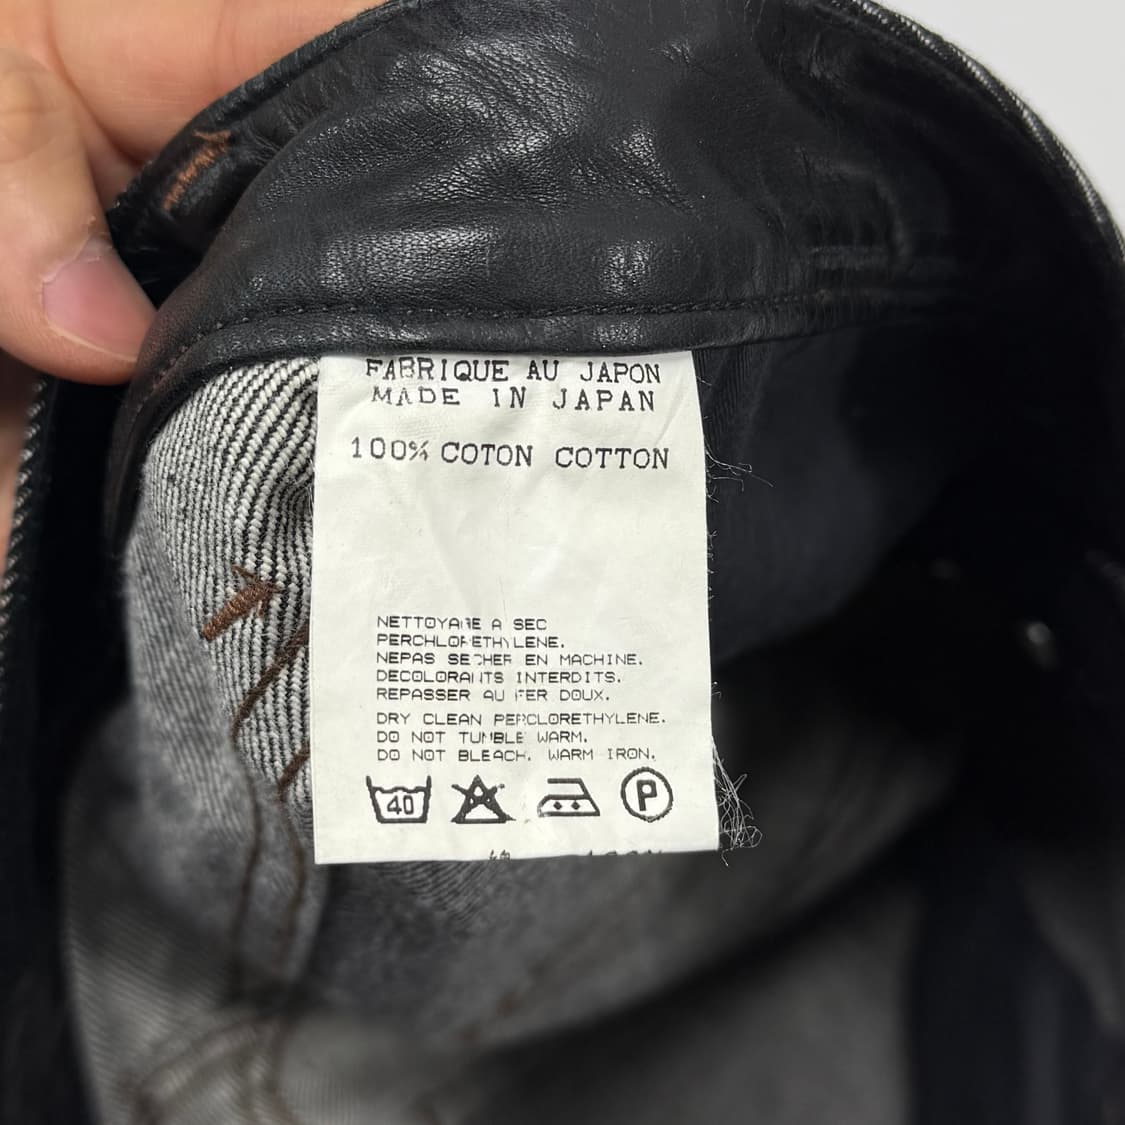 FABRIQUE AU JAPON
MADE IN JAPAN
100% COTON COTTON
NETTOYAGE A SEC
PERCHLORETHYLENE.
NEPAS SECHER EN MACHINE.
DECOLORANTS INTERDITS.
REPASSER AU FER DOUX.
DRY CLEAN PERCLORETHYLENE.
DO NOT TUMBLE WARM.
DO NOT BLEACH. WARM IRON.
40 P